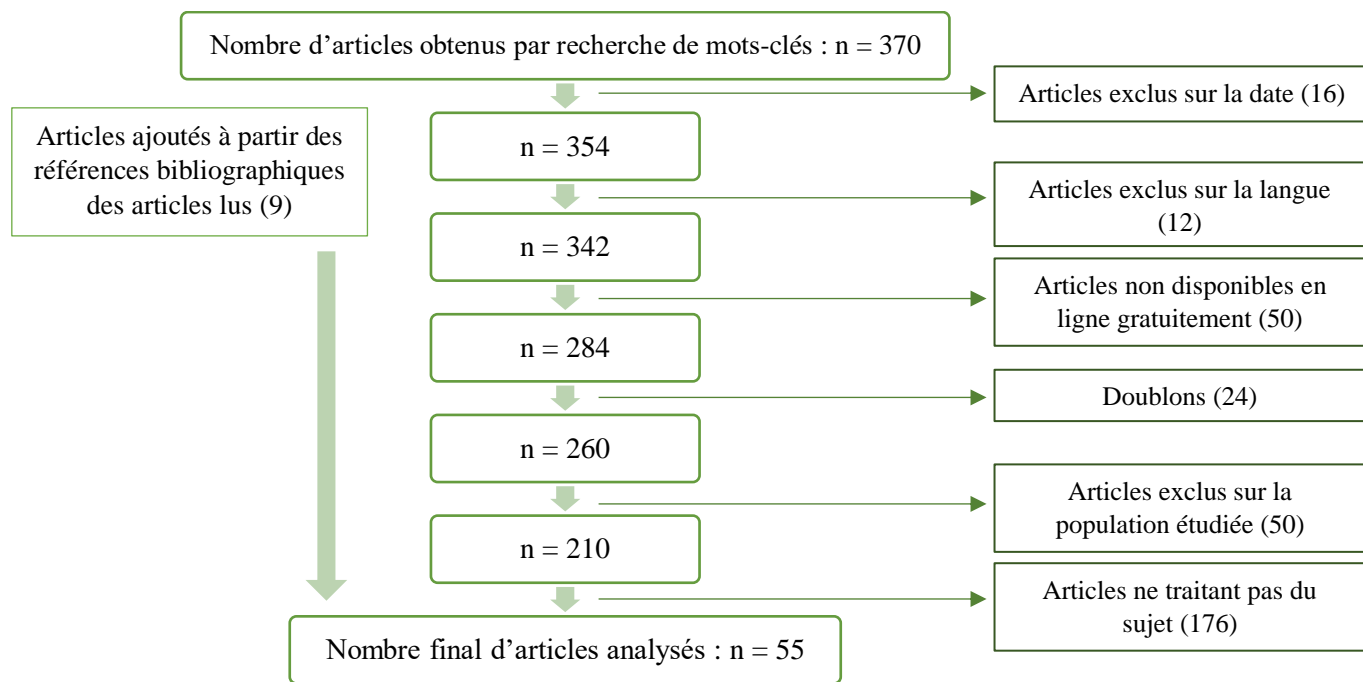 Nombre d’articles obtenus par recherche de mots-clés : n = 370
Articles exclus sur la date (16)
Articles ajoutés à partir des
références bibliographiques
des articles lus (9)
n = 354
Articles exclus sur la langue
(12)
n = 342
Articles non disponibles en
ligne gratuitement (50)
n = 284
Doublons (24)
n = 260
Articles exclus sur la
population étudiée (50)
n = 210
Articles ne traitant pas du
sujet (176)
Nombre final d’articles analysés : n = 55